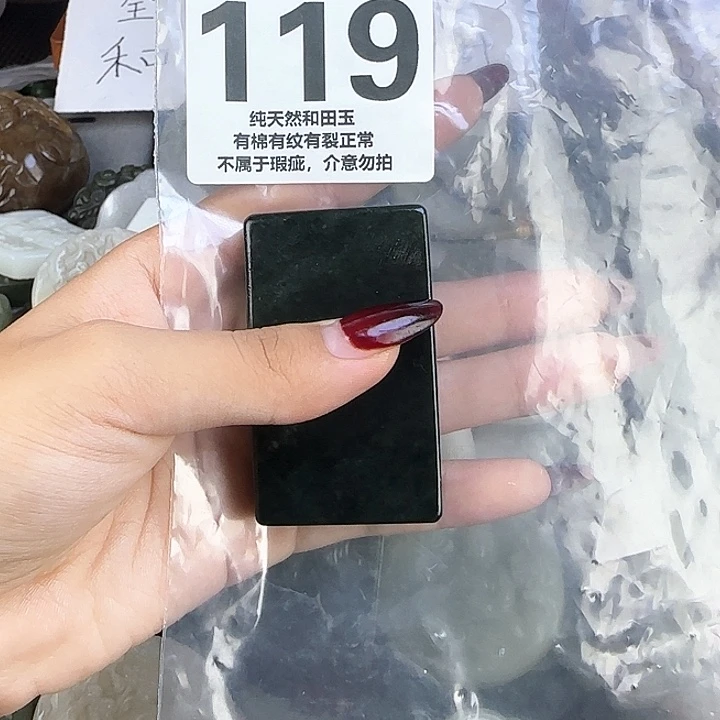 119
纯天然和田玉
有棉有纹有裂正常
不属于瑕疵，介意勿拍